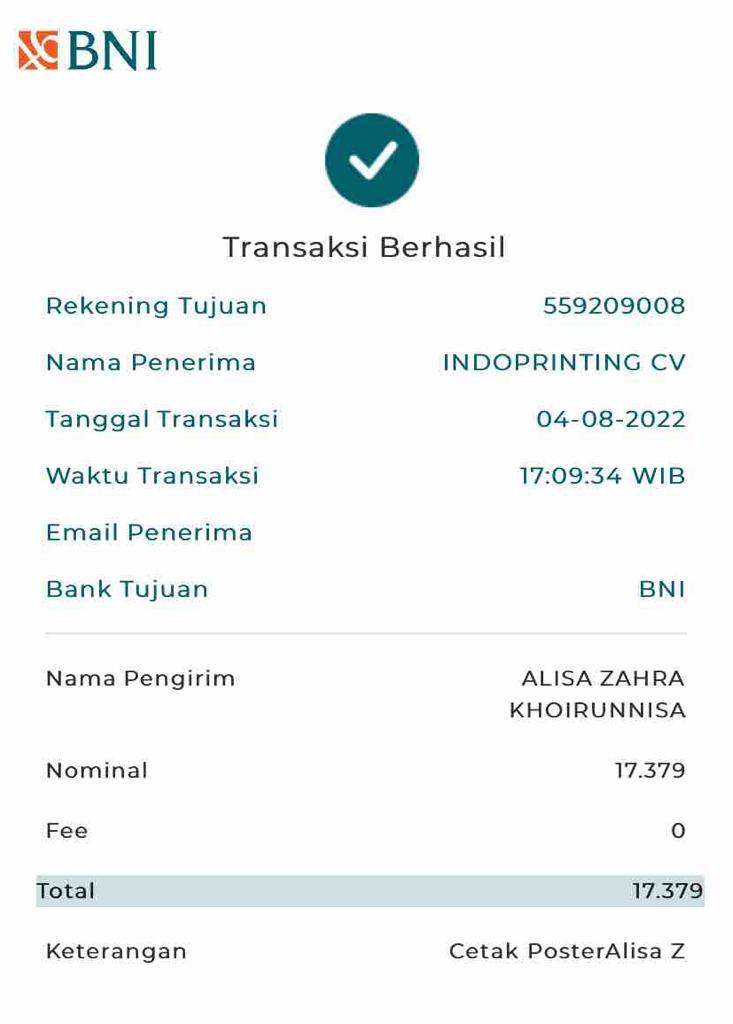 BNI
Transaksi Berhasil
Rekening Tujuan 559209008
Nama Penerima INDOPRINTING CV
Tanggal Transaksi 04-08-2022
Waktu Transaksi 17:09:34 WIB
Email Penerima
Bank Tujuan BNI
Nama Pengirim ALISA ZAHRA
KHOIRUNNISA
Nominal 17.379
Fee 0
Total 17.379
Keterangan Cetak PosterAlisa Z